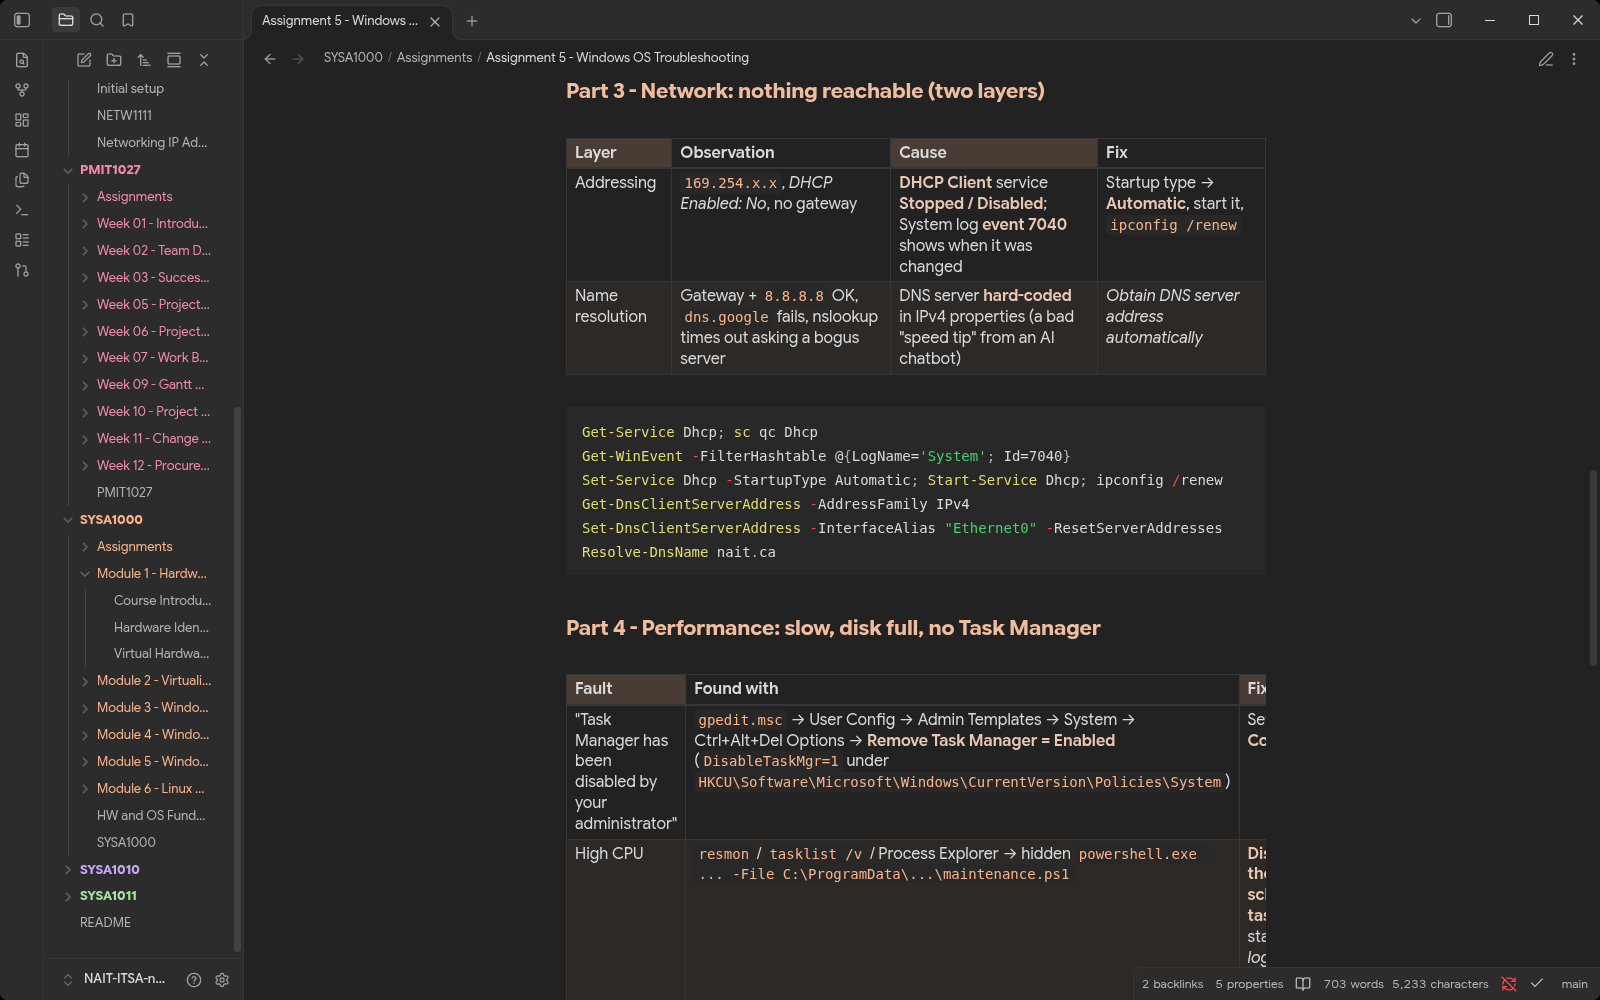 Assignment 5 - Windows ...
SYSA1000 / Assignments / Assignment 5 - Windows OS Troubleshooting
Initial setup
NETW1111
Networking IP Ad...
PMIT1027
Assignments
Week 01 - Introdu...
Week 02 - Team D...
Week 03 - Succes...
Week 05 - Project...
Week 06 - Project...
Week 07 - Work B...
Week 09 - Gantt ...
Week 10 - Project ...
Week 11 - Change ...
Week 12 - Procure...
PMIT1027
SYSA1000
Assignments
Module 1 - Hardw...
Course Introdu...
Hardware Iden...
Virtual Hardwa...
Module 2 - Virtuali...
Module 3 - Windo...
Module 4 - Windo...
Module 5 - Windo...
Module 6 - Linux ...
HW and OS Fund...
SYSA1000
SYSA1010
SYSA1011
README
NAIT-ITSA-n...
Part 3 - Network: nothing reachable (two layers)
Layer Observation Cause Fix
Addressing
169.254.x.x , DHCP
Enabled: No, no gateway
DHCP Client service
Stopped / Disabled;
System log event 7040
shows when it was
changed
Startup type →
Automatic, start it,
ipconfig /renew
Name
resolution
Gateway + 8.8.8.8 OK,
dns.google fails, nslookup
times out asking a bogus
server
DNS server hard-coded
in IPv4 properties (a bad
"speed tip" from an AI
chatbot)
Obtain DNS server
address
automatically
Get-Service Dhcp; sc qc Dhcp
Get-WinEvent -FilterHashtable @{LogName='System'; Id=7040}
Set-Service Dhcp -StartupType Automatic; Start-Service Dhcp; ipconfig /renew
Get-DnsClientServerAddress -AddressFamily IPv4
Set-DnsClientServerAddress -InterfaceAlias "Ethernet0" -ResetServerAddresses
Resolve-DnsName nait.ca
Part 4 - Performance: slow, disk full, no Task Manager
Fault Found with Fix
"Task
Manager has
been
disabled by
your
administrator"
gpedit.msc → User Config → Admin Templates → System →
Ctrl+Alt+Del Options → Remove Task Manager = Enabled
( DisableTaskMgr=1 under
HKCU\Software\Microsoft\Windows\CurrentVersion\Policies\System )
High CPU
resmon / tasklist /v / Process Explorer → hidden powershell.exe
... -File C:\ProgramData\...\maintenance.ps1
2 backlinks 5 properties 703 words 5,233 characters main